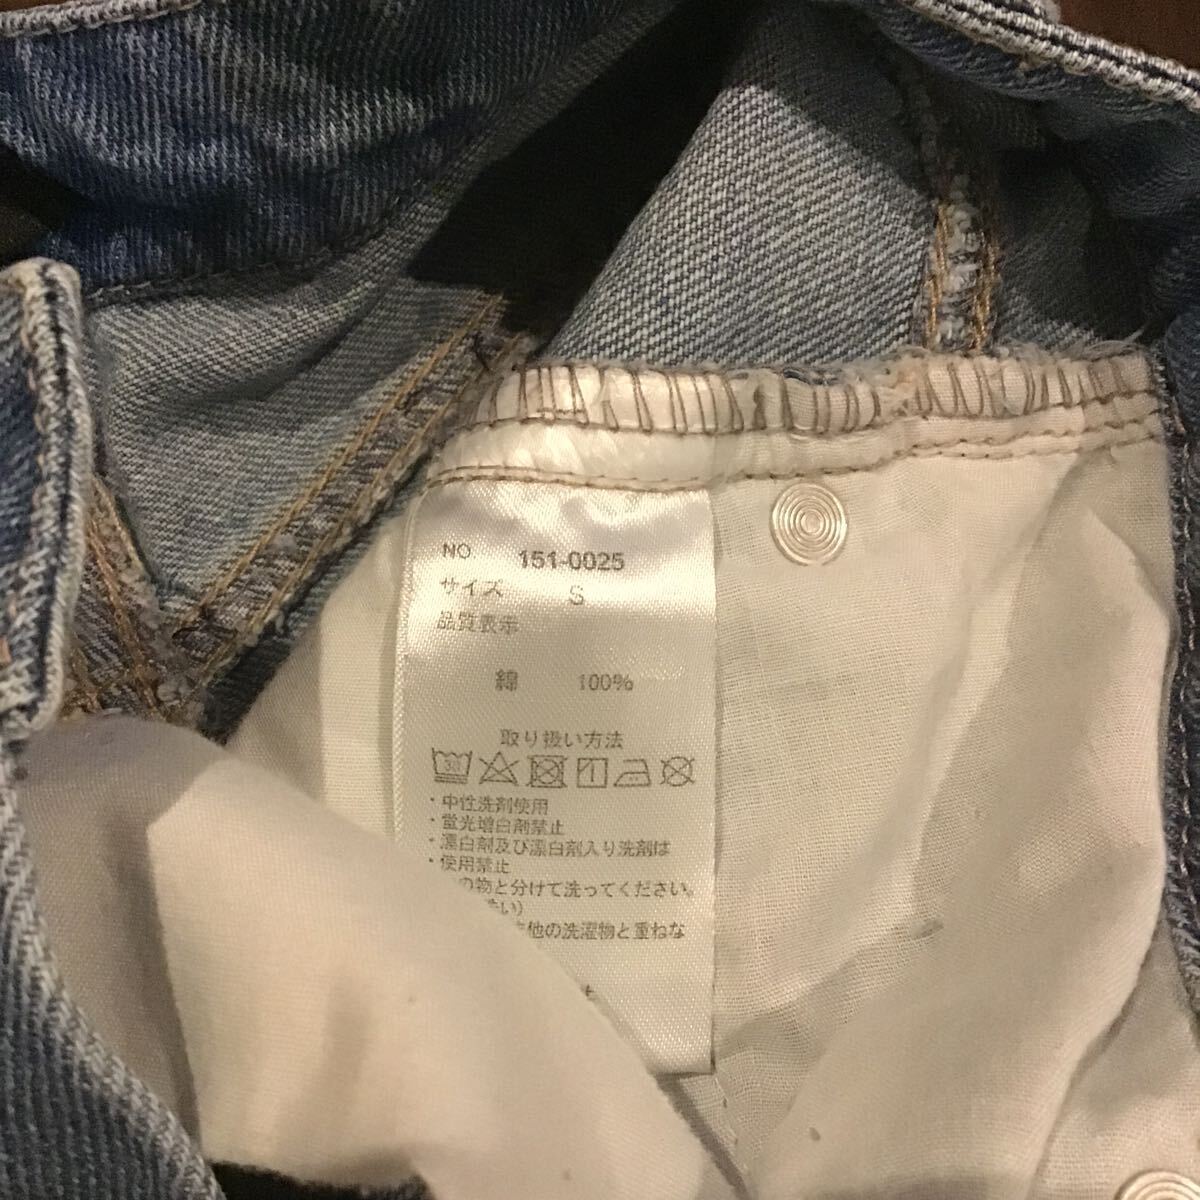 NO 151-0025
サイズ S
品質表示
綿 100%
取り扱い方法
30
・中性洗剤使用
・蛍光増白剤禁止
・漂白剤及び漂白剤入り洗剤は
・使用禁止
の物と分けて洗ってください。
洗い）
他の洗濯物と重ねな